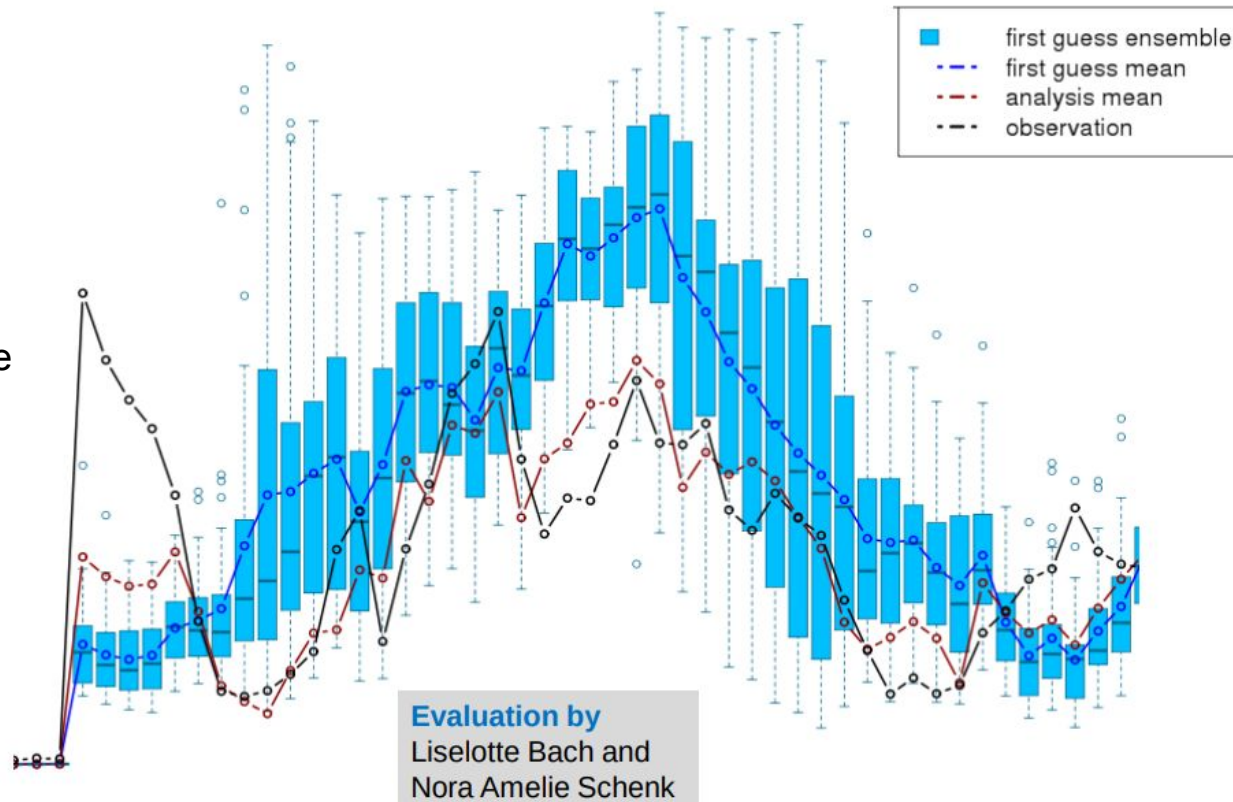 first guess ensemble
first guess mean
analysis mean
observation
e
Evaluation by
Liselotte Bach and
Nora Amelie Schenk